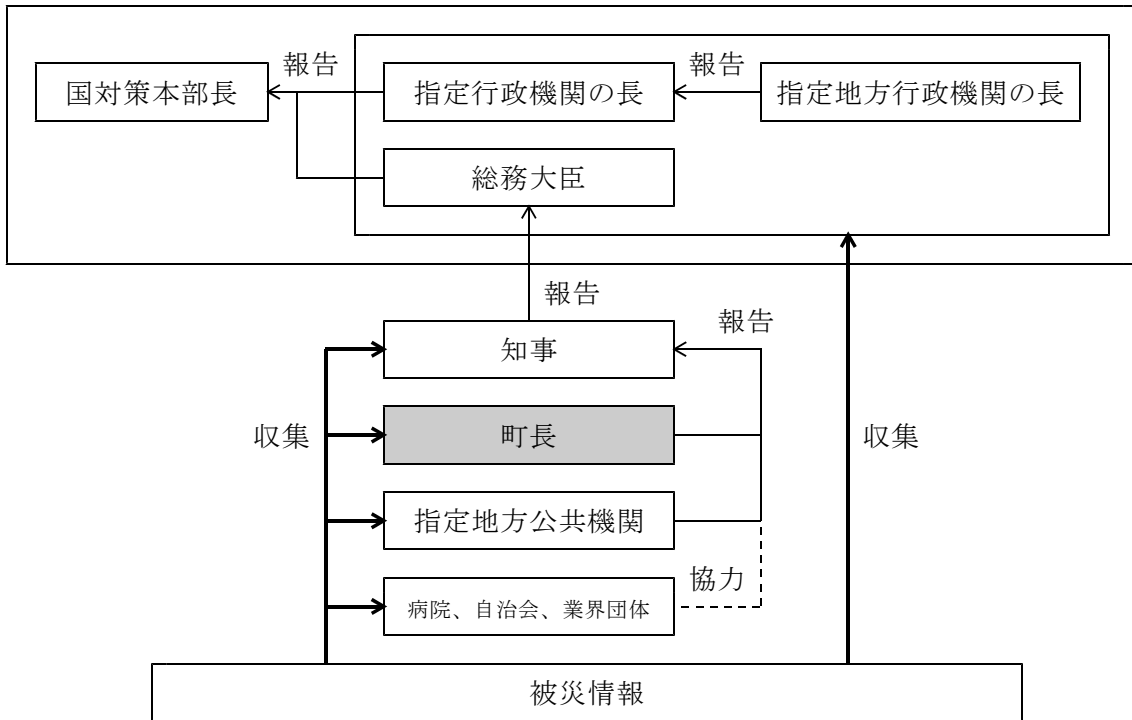 報告
報告
国対策本部長
指定行政機関の長
指定地方行政機関の長
総務大臣
報告
報告
知事
収集
町長
収集
指定地方公共機関
協力
病院、自治会、業界団体
被災情報